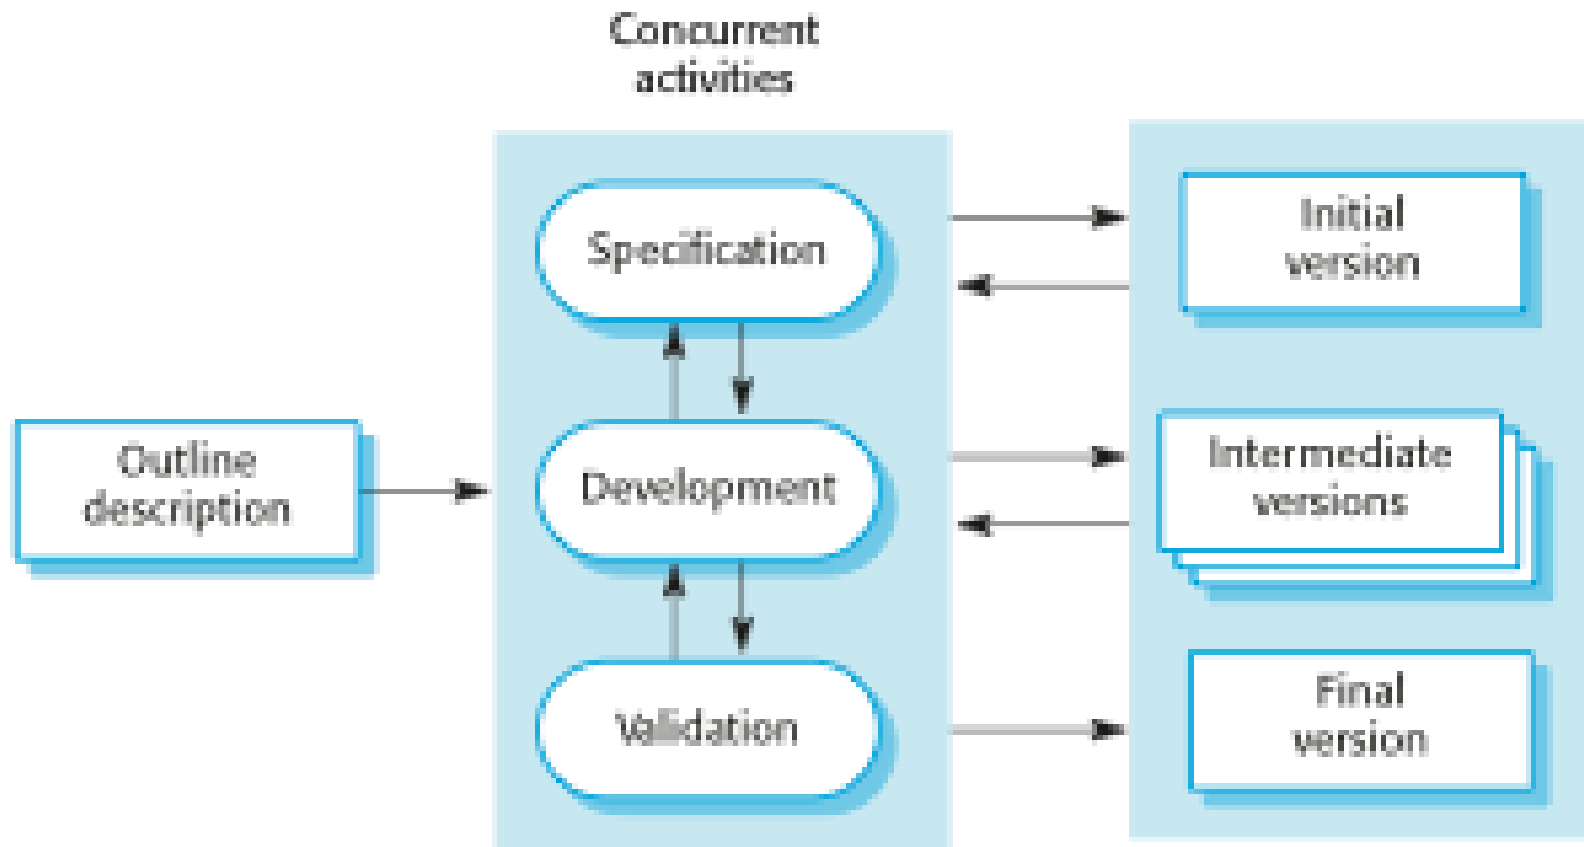 Concurrent
activities
Specification
Initial
version
Outline
description
Development
Intermediate
versions
Validation
Final
version